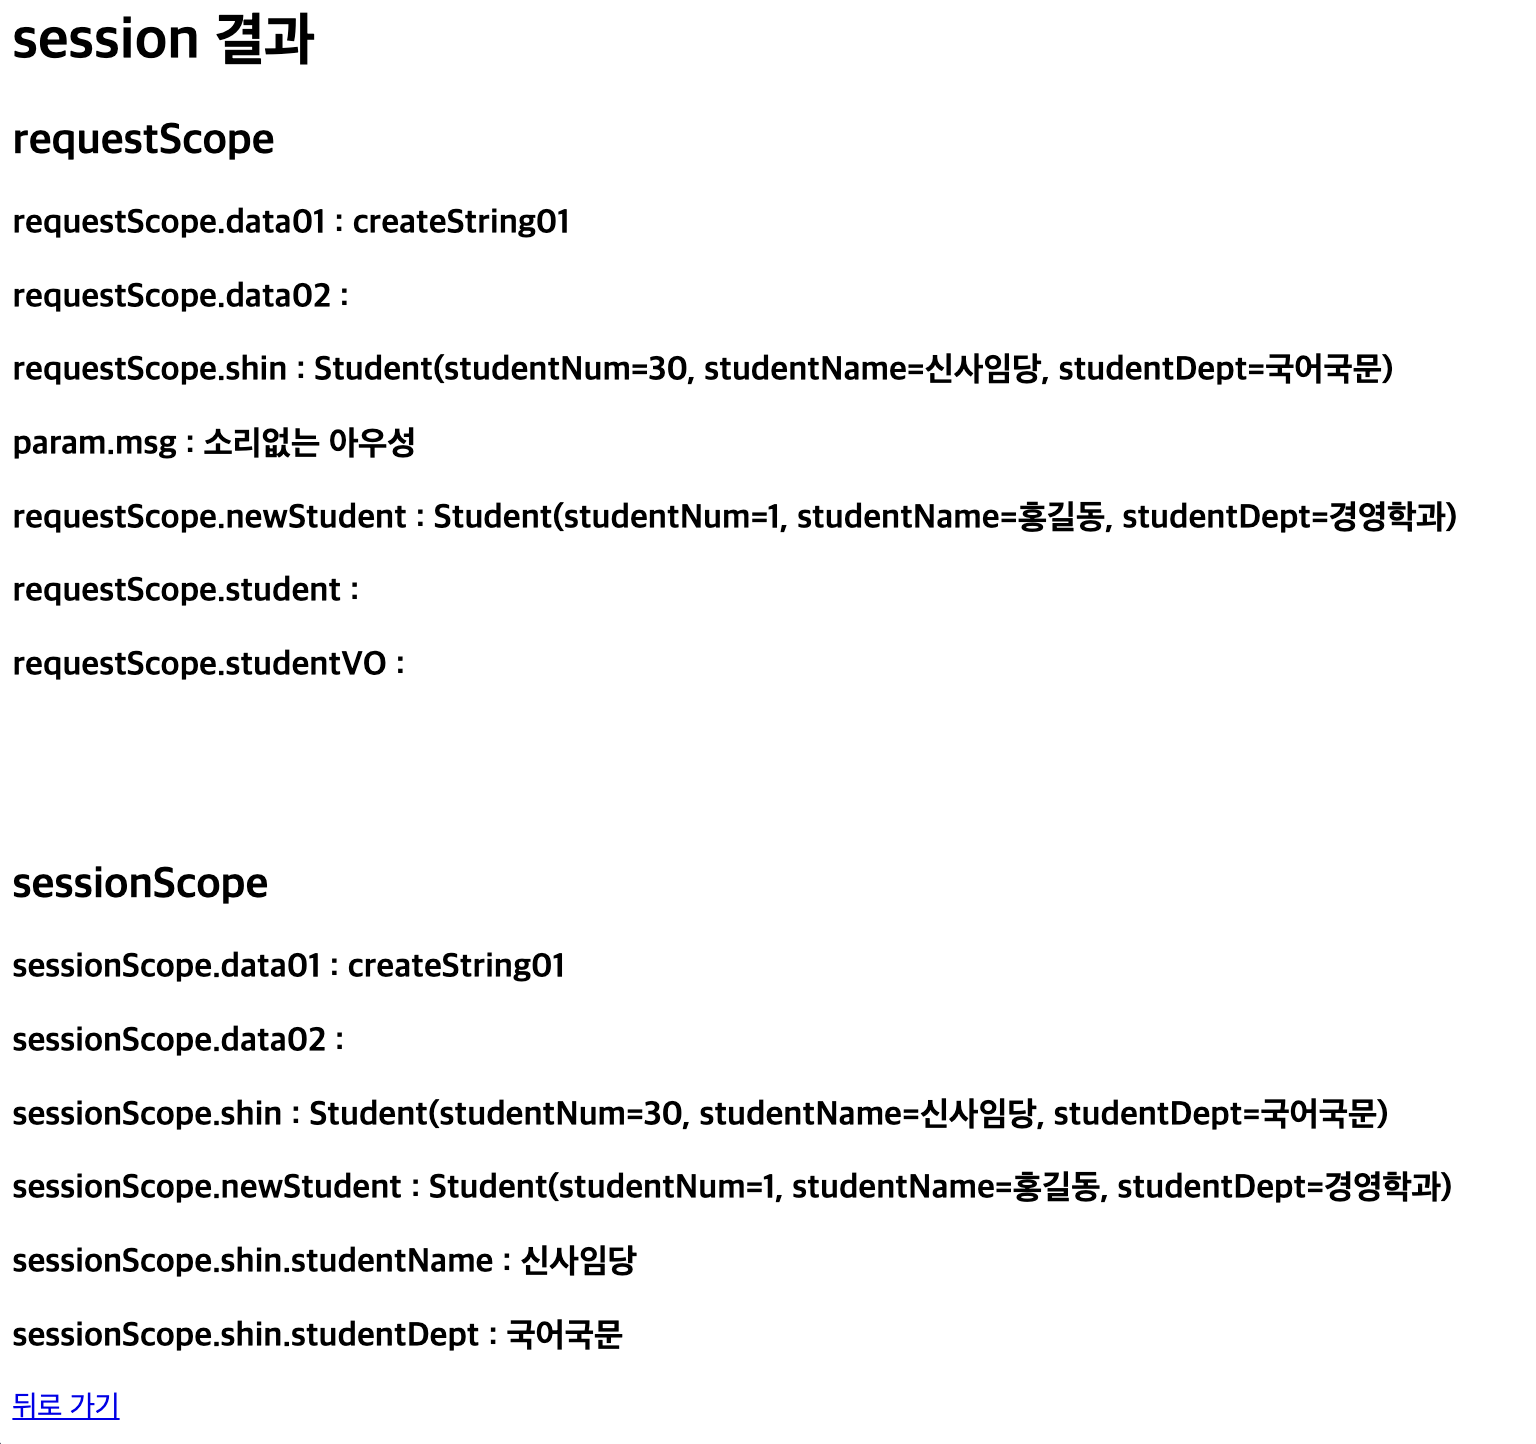 session 결과
requestScope
requestScope.data01 : createString01
requestScope.data02 :
requestScope.shin : Student(studentNum=30, studentName=신사임당, studentDept=국어국문)
param.msg : 소리없는 아우성
requestScope.newStudent : Student(studentNum=1, studentName=홍길동, studentDept=경영학과)
requestScope.student :
requestScope.studentVO :
sessionScope
sessionScope.data01 : createString01
sessionScope.data02 :
sessionScope.shin : Student(studentNum=30, studentName=신사임당, studentDept=국어국문)
sessionScope.newStudent : Student(studentNum=1, studentName=홍길동, studentDept=경영학과)
sessionScope.shin.studentName : 신사임당
sessionScope.shin.studentDept : 국어국문
뒤로 가기